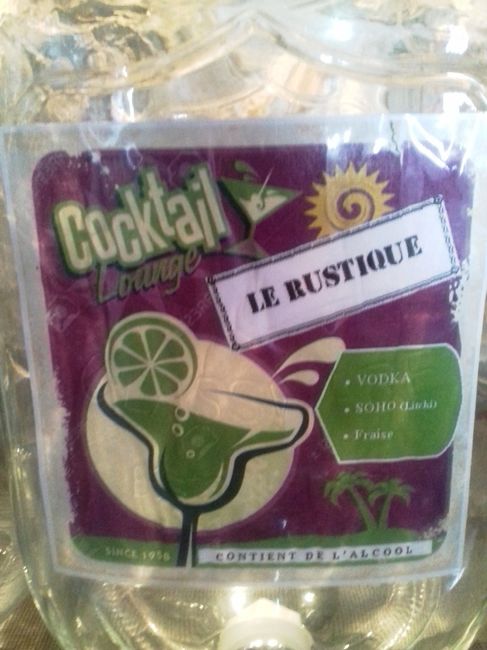 Cocktail
Lounge
LE RUSTIQUE
• VODKA
• SOHO (Litchi)
• Fraise
SINCE 1958
CONTIENT DE L'ALCOOL